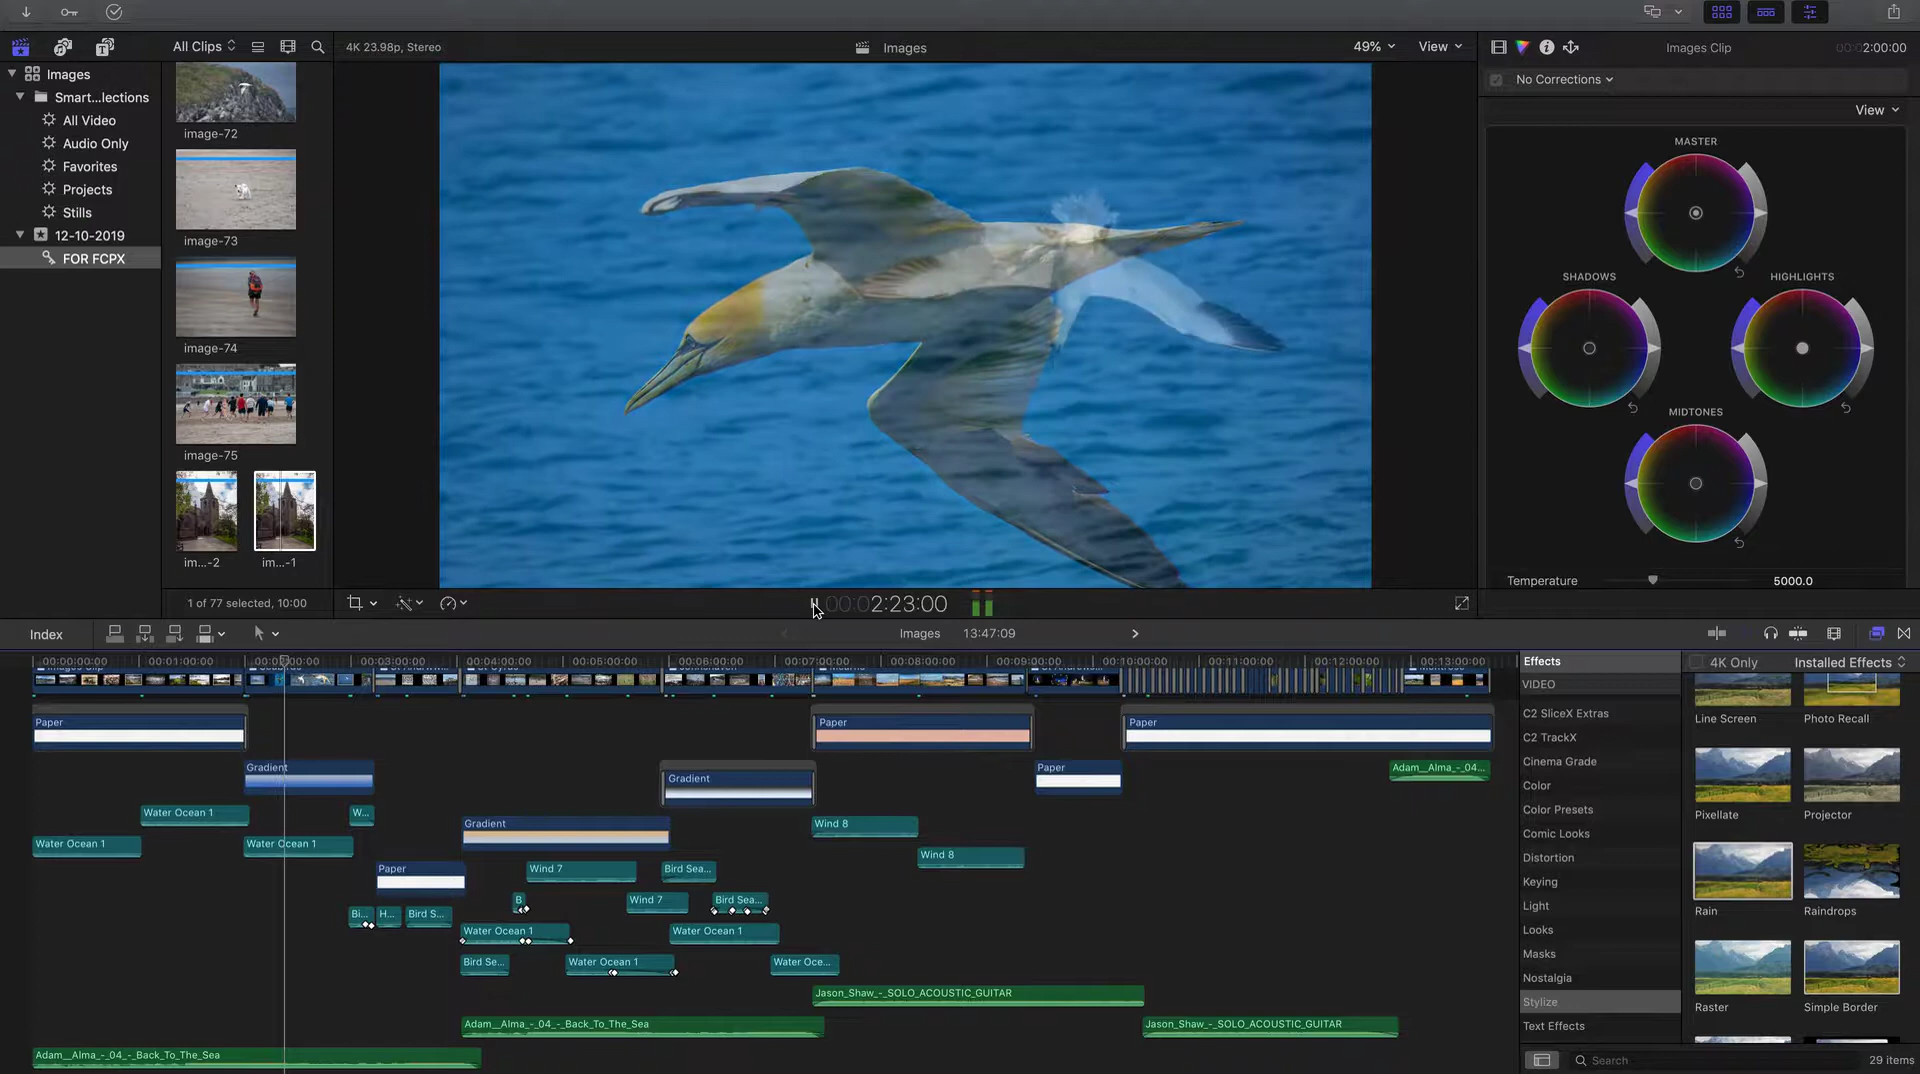 All Clips
4K 23.98p, Stereo
Images
49%
View
Images Clip
00:02:00:00
Images
Smart...lections
All Video
Audio Only
Favorites
Projects
Stills
12-10-2019
FOR FCPX
image-72
image-73
image-74
image-75
im...-2
im...-1
No Corrections
View
MASTER
SHADOWS
HIGHLIGHTS
MIDTONES
Temperature
5000.0
1 of 77 selected, 10:00
00:02:23:00
Index
Images
13:47:09
00:00:00:00
00:01:00:00
00:02:00:00
00:03:00:00
00:04:00:00
00:05:00:00
00:06:00:00
00:07:00:00
00:08:00:00
00:09:00:00
00:10:00:00
00:11:00:00
00:12:00:00
00:13:00:00
Paper
Paper
Paper
Gradient
Gradient
Paper
Adam__Alma_-_04...
Water Ocean 1
W...
Gradient
Wind 8
Water Ocean 1
Water Ocean 1
Wind 8
Paper
Wind 7
Bird Sea...
B
Wind 7
Bird Sea...
Bi...
H...
Bird S...
Water Ocean 1
Water Ocean 1
Bird Se...
Water Ocean 1
Water Oce...
Jason_Shaw_-_SOLO_ACOUSTIC_GUITAR
Adam__Alma_-_04_-_Back_To_The_Sea
Jason_Shaw_-_SOLO_ACOUSTIC_GUITAR
Adam__Alma_-_04_-_Back_To_The_Sea
Effects
4K Only
Installed Effects
VIDEO
C2 SliceX Extras
C2 TrackX
Cinema Grade
Color
Color Presets
Comic Looks
Distortion
Keying
Light
Looks
Masks
Nostalgia
Stylize
Text Effects
Line Screen
Photo Recall
Pixellate
Projector
Rain
Raindrops
Raster
Simple Border
Search
29 items